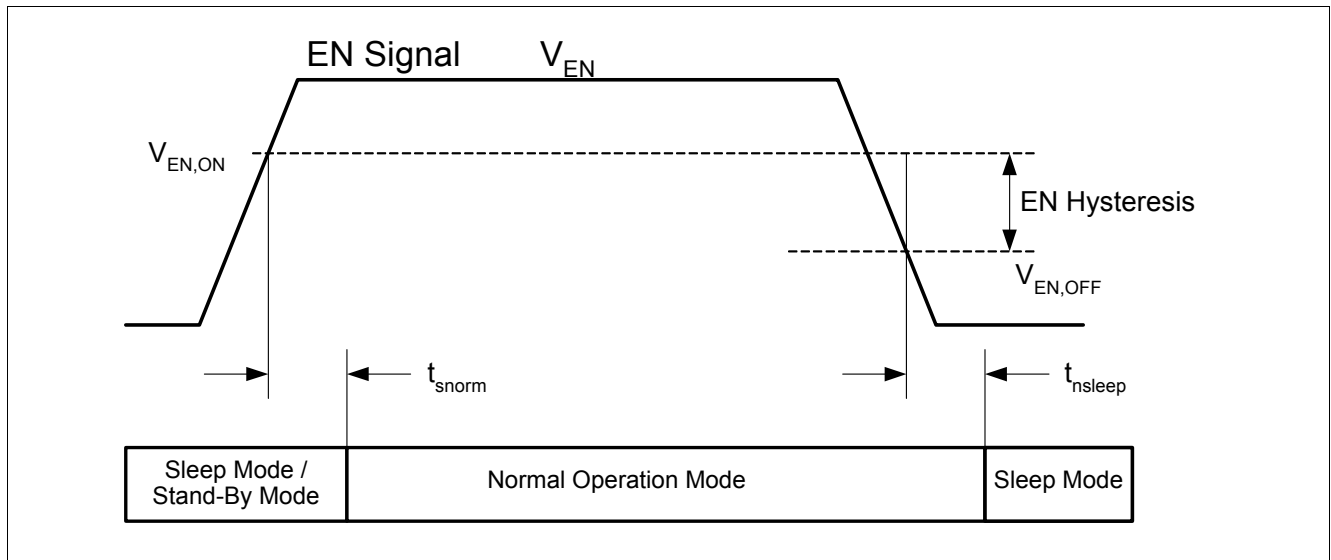 EN Signal V_EN
V_EN,ON
EN Hysteresis
V_EN,OFF
t_snorm
t_nsleep
Sleep Mode /
Stand-By Mode
Normal Operation Mode
Sleep Mode